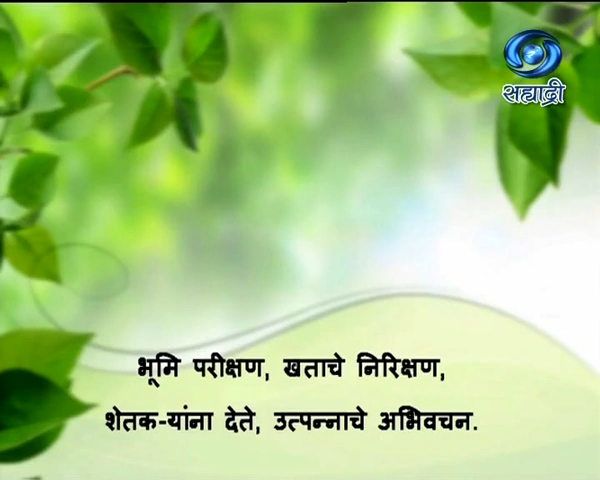 सह्याद्री
भूमि परीक्षण, खताचे निरिक्षण,
शेतक-यांना देते, उत्पन्नाचे अभिवचन.